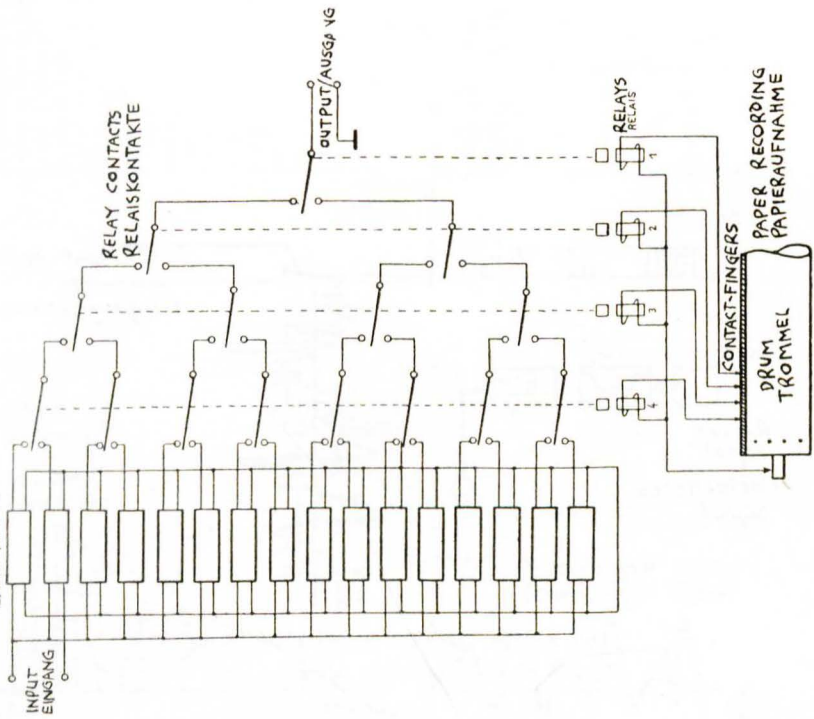 INPUT
EINGANG
RELAY CONTACTS
RELAISKONTAKTE
OUTPUT/AUSGANG
RELAYS
RELAIS
1
2
3
4
CONTACT-FINGERS
PAPER RECORDING
PAPIERAUFNAHME
DRUM
TROMMEL